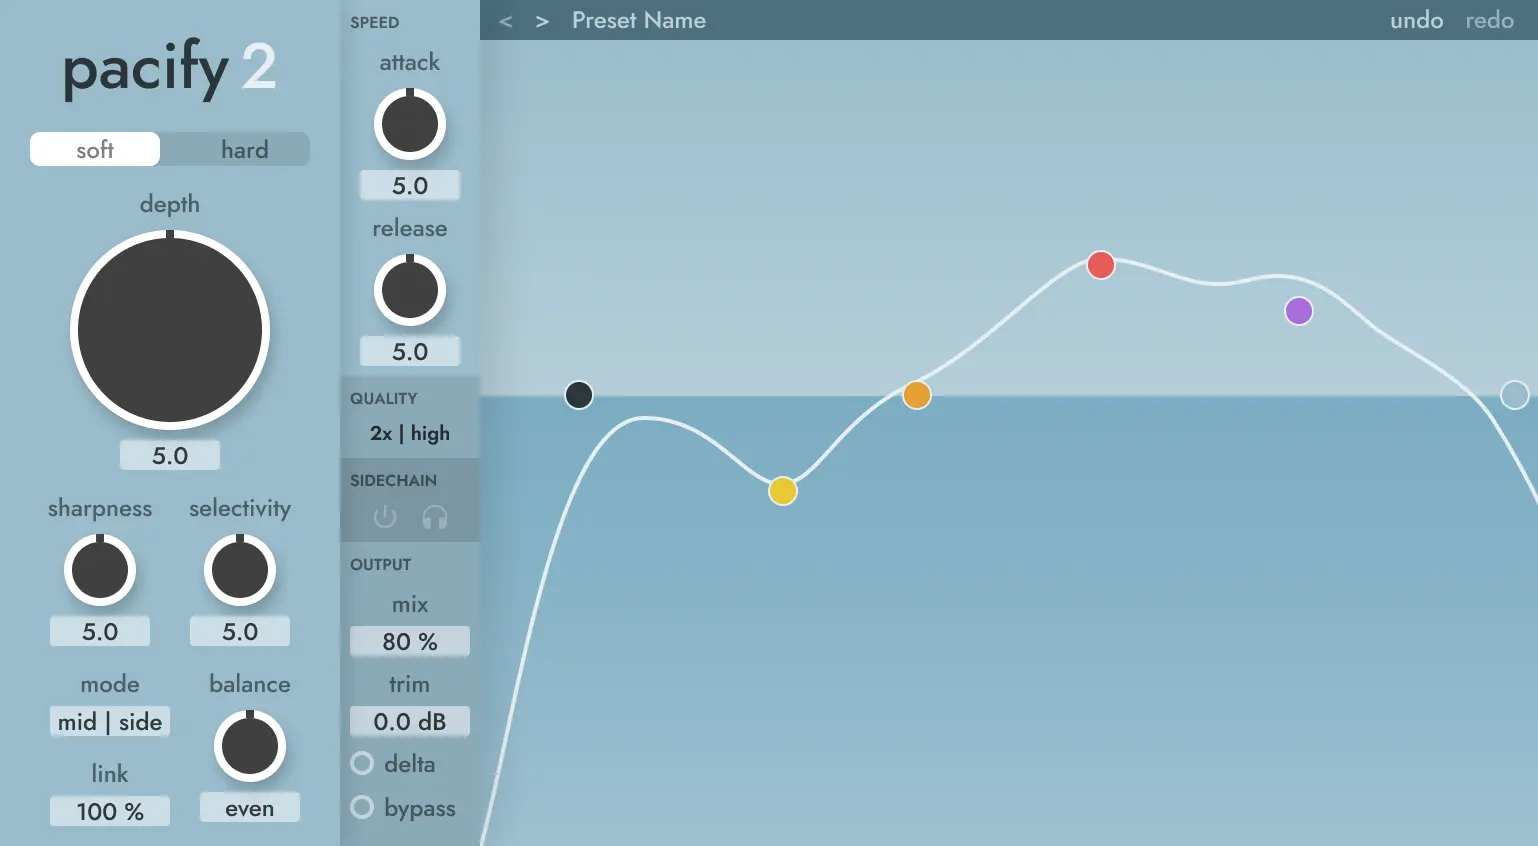 pacify 2
soft
hard
depth
5.0
sharpness
selectivity
5.0
5.0
mode
balance
mid | side
link
100 %
even
SPEED
attack
5.0
release
5.0
QUALITY
2x | high
SIDECHAIN
OUTPUT
mix
80 %
trim
0.0 dB
delta
bypass
< > Preset Name
undo
redo